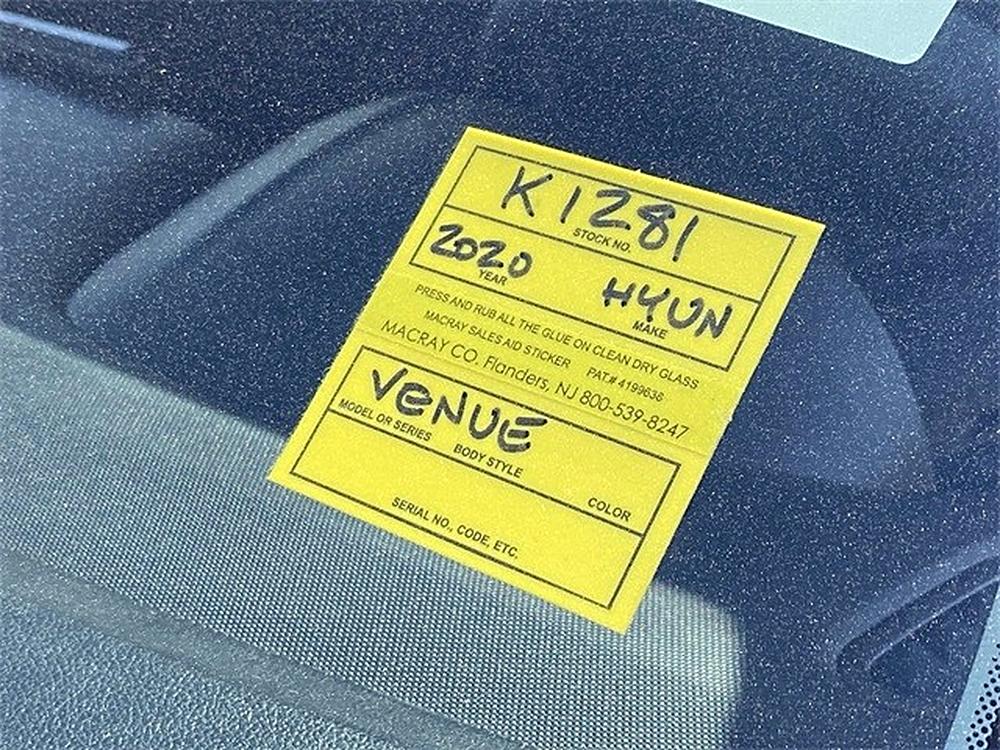 K1281
STOCK NO.
2020 HYUN
YEAR MAKE
PRESS AND RUB ALL THE GLUE ON CLEAN DRY GLASS
MACRAY SALES AID STICKER PAT.# 4199636
MACRAY CO. Flanders, NJ 800-539-8247
VENUE
MODEL OR SERIES BODY STYLE COLOR
SERIAL NO., CODE, ETC.